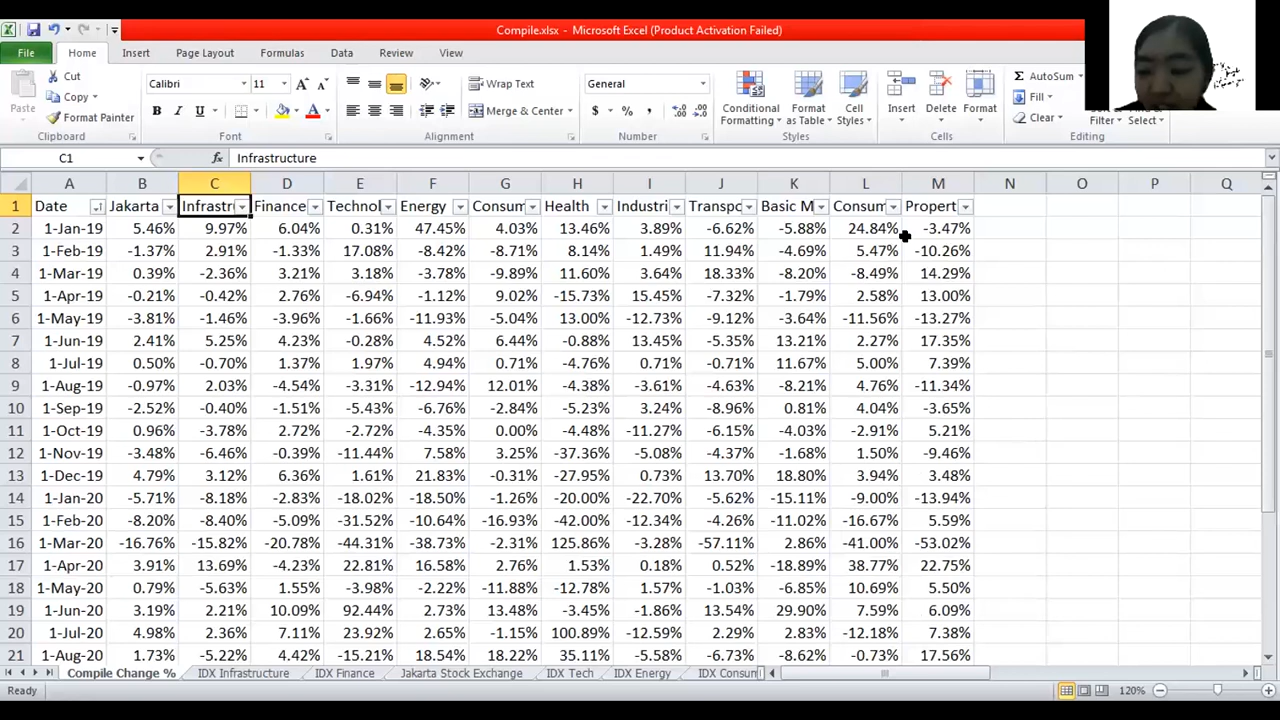 Compile.xlsx - Microsoft Excel (Product Activation Failed)
File Home Insert Page Layout Formulas Data Review View
Cut
Copy
Format Painter
Paste
Clipboard
Calibri 11
B I U
Font
Wrap Text
Merge & Center
Alignment
General
$ % ,
Number
Conditional Formatting
Format as Table
Cell Styles
Styles
Insert Delete Format
Cells
AutoSum
Fill
Clear
Filter Select
Editing
C1 fx Infrastructure
A B C D E F G H I J K L M N O P Q
1 Date Jakarta Infrastr Finance Technol Energy Consum Health Industri Transpo Basic M Consum Propert
2 1-Jan-19 5.46% 9.97% 6.04% 0.31% 47.45% 4.03% 13.46% 3.89% -6.62% -5.88% 24.84% -3.47%
3 1-Feb-19 -1.37% 2.91% -1.33% 17.08% -8.42% -8.71% 8.14% 1.49% 11.94% -4.69% 5.47% -10.26%
4 1-Mar-19 0.39% -2.36% 3.21% 3.18% -3.78% -9.89% 11.60% 3.64% 18.33% -8.20% -8.49% 14.29%
5 1-Apr-19 -0.21% -0.42% 2.76% -6.94% -1.12% 9.02% -15.73% 15.45% -7.32% -1.79% 2.58% 13.00%
6 1-May-19 -3.81% -1.46% -3.96% -1.66% -11.93% -5.04% 13.00% -12.73% -9.12% -3.64% -11.56% -13.27%
7 1-Jun-19 2.41% 5.25% 4.23% -0.28% 4.52% 6.44% -0.88% 13.45% -5.35% 13.21% 2.27% 17.35%
8 1-Jul-19 0.50% -0.70% 1.37% 1.97% 4.94% 0.71% -4.76% 0.71% -0.71% 11.67% 5.00% 7.39%
9 1-Aug-19 -0.97% 2.03% -4.54% -3.31% -12.94% 12.01% -4.38% -3.61% -4.63% -8.21% 4.76% -11.34%
10 1-Sep-19 -2.52% -0.40% -1.51% -5.43% -6.76% -2.84% -5.23% 3.24% -8.96% 0.81% 4.04% -3.65%
11 1-Oct-19 0.96% -3.78% 2.72% -2.72% -4.35% 0.00% -4.48% -11.27% -6.15% -4.03% -2.91% 5.21%
12 1-Nov-19 -3.48% -6.46% -0.39% -11.44% 7.58% 3.25% -37.36% -5.08% -4.37% -1.68% 1.50% -9.46%
13 1-Dec-19 4.79% 3.12% 6.36% 1.61% 21.83% -0.31% -27.95% 0.73% 13.70% 18.80% 3.94% 3.48%
14 1-Jan-20 -5.71% -8.18% -2.83% -18.02% -18.50% -1.26% -20.00% -22.70% -5.62% -15.11% -9.00% -13.94%
15 1-Feb-20 -8.20% -8.40% -5.09% -31.52% -10.64% -16.93% -42.00% -12.34% -4.26% -11.02% -16.67% 5.59%
16 1-Mar-20 -16.76% -15.82% -20.78% -44.31% -38.73% -2.31% 125.86% -3.28% -57.11% 2.86% -41.00% -53.02%
17 1-Apr-20 3.91% 13.69% -4.23% 22.81% 16.58% 2.76% 1.53% 0.18% 0.52% -18.89% 38.77% 22.75%
18 1-May-20 0.79% -5.63% 1.55% -3.98% -2.22% -11.88% -12.78% 1.57% -1.03% -6.85% 10.69% 5.50%
19 1-Jun-20 3.19% 2.21% 10.09% 92.44% 2.73% 13.48% -3.45% -1.86% 13.54% 29.90% 7.59% 6.09%
20 1-Jul-20 4.98% 2.36% 7.11% 23.92% 2.65% -1.15% 100.89% -12.59% 2.29% 2.83% -12.18% 7.38%
21 1-Aug-20 1.73% -5.22% 4.42% -15.21% 18.54% 18.22% 35.11% -5.58% -6.73% -8.62% -0.73% 17.56%
Compile Change % IDX Infrastructure IDX Finance Jakarta Stock Exchange IDX Tech IDX Energy IDX Consun
Ready 120%